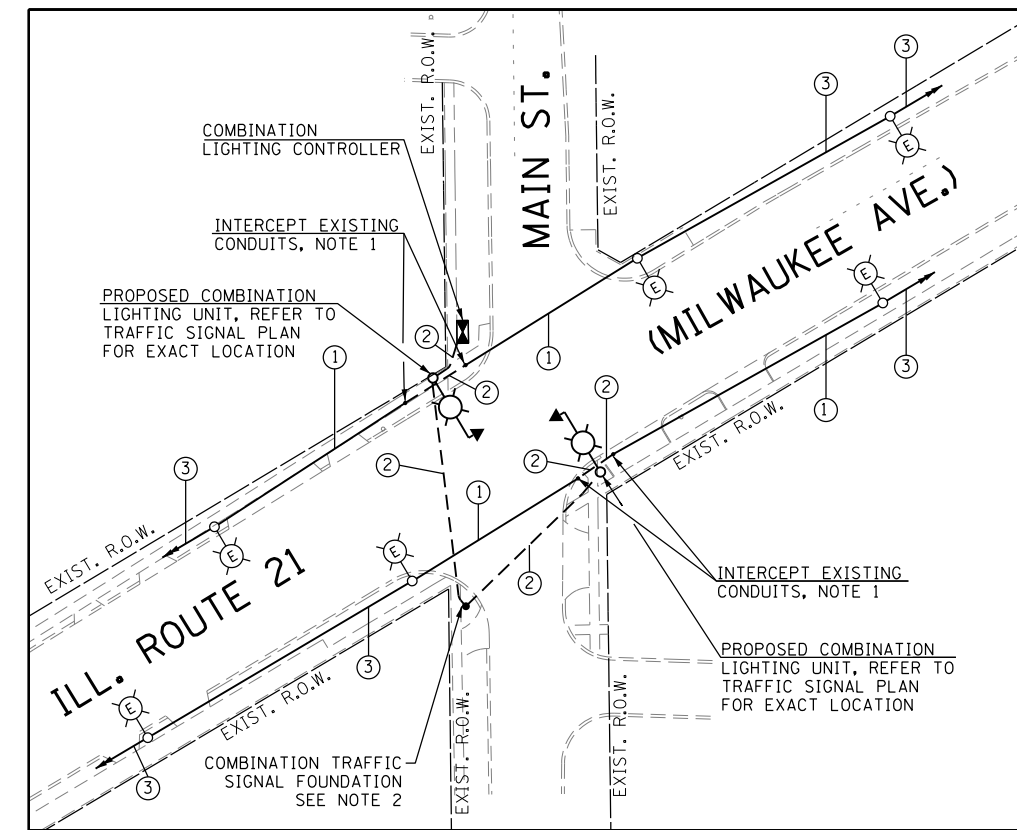 EXIST. R.O.W.
MAIN ST.
EXIST. R.O.W.
3
3
E
COMBINATION
LIGHTING CONTROLLER
INTERCEPT EXISTING
CONDUITS, NOTE 1
PROPOSED COMBINATION
LIGHTING UNIT, REFER TO
TRAFFIC SIGNAL PLAN
FOR EXACT LOCATION
(MILWAUKEE AVE.)
E
E
3
1
2
2
1
1
2
2
2
EXIST. R.O.W.
3
1
E
E
EXIST. R.O.W.
2
INTERCEPT EXISTING
CONDUITS, NOTE 1
ILL. ROUTE 21
3
PROPOSED COMBINATION
LIGHTING UNIT, REFER TO
TRAFFIC SIGNAL PLAN
FOR EXACT LOCATION
E
EXIST. R.O.W.
3
COMBINATION TRAFFIC
SIGNAL FOUNDATION
SEE NOTE 2
EXIST. R.O.W.
EXIST. R.O.W.